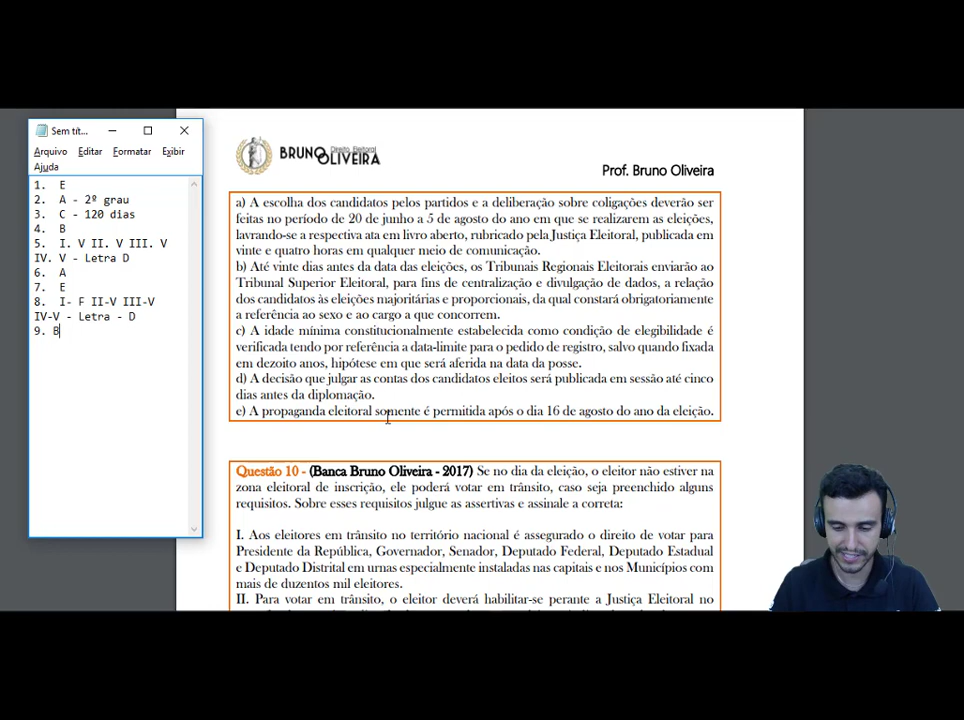 Sem tít...
Arquivo Editar Formatar Exibir
Ajuda
1. E
2. A - 2º grau
3. C - 120 dias
4. B
5. I. V II. V III. V
IV. V - Letra D
6. A
7. E
8. I- F II-V III-V
IV-V - Letra - D
9. B
Direito Eleitoral
BRUNO OLIVEIRA
Prof. Bruno Oliveira
a) A escolha dos candidatos pelos partidos e a deliberação sobre coligações deverão ser
feitas no período de 20 de junho a 5 de agosto do ano em que se realizarem as eleições,
lavrando-se a respectiva ata em livro aberto, rubricado pela Justiça Eleitoral, publicada em
vinte e quatro horas em qualquer meio de comunicação.
b) Até vinte dias antes da data das eleições, os Tribunais Regionais Eleitorais enviarão ao
Tribunal Superior Eleitoral, para fins de centralização e divulgação de dados, a relação
dos candidatos às eleições majoritárias e proporcionais, da qual constará obrigatoriamente
a referência ao sexo e ao cargo a que concorrem.
c) A idade mínima constitucionalmente estabelecida como condição de elegibilidade é
verificada tendo por referência a data-limite para o pedido de registro, salvo quando fixada
em dezoito anos, hipótese em que será aferida na data da posse.
d) A decisão que julgar as contas dos candidatos eleitos será publicada em sessão até cinco
dias antes da diplomação.
e) A propaganda eleitoral somente é permitida após o dia 16 de agosto do ano da eleição.
Questão 10 - (Banca Bruno Oliveira - 2017) Se no dia da eleição, o eleitor não estiver na
zona eleitoral de inscrição, ele poderá votar em trânsito, caso seja preenchido alguns
requisitos. Sobre esses requisitos julgue as assertivas e assinale a correta:
I. Aos eleitores em trânsito no território nacional é assegurado o direito de votar para
Presidente da República, Governador, Senador, Deputado Federal, Deputado Estadual
e Deputado Distrital em urnas especialmente instaladas nas capitais e nos Municípios com
mais de duzentos mil eleitores.
II. Para votar em trânsito, o eleitor deverá habilitar-se perante a Justiça Eleitoral no